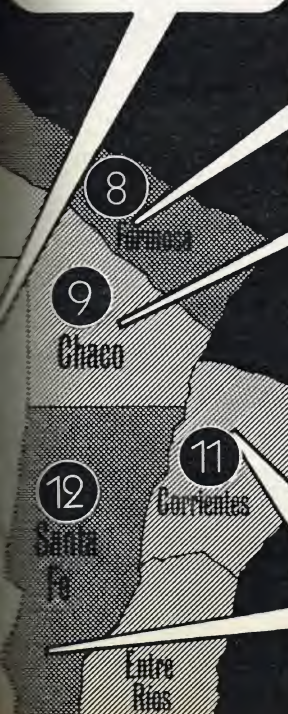 8
Formosa
9
Chaco
11
Corrientes
12
Santa
Fe
Entre
Ríos